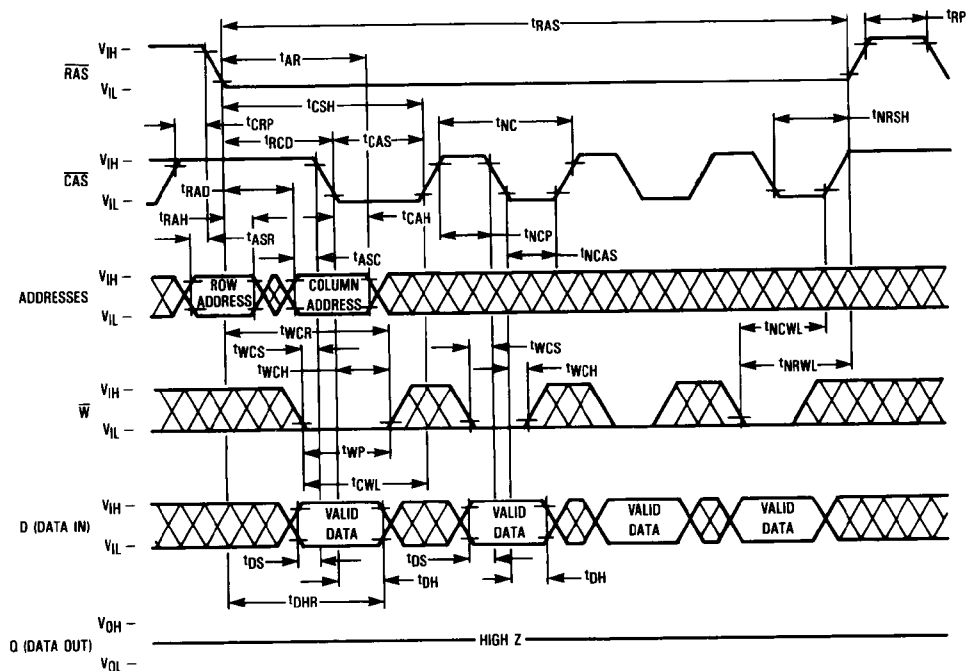 tRAS
tRP
VIH
RAS
VIL
tAR
tCSH
tCRP
tRCD
tCAS
tNC
tNRSH
VIH
CAS
VIL
tRAD
tRAH
tCAH
tASR
tNCP
tASC
tNCAS
VIH
ADDRESSES
VIL
ROW
ADDRESS
COLUMN
ADDRESS
tWCR
tNCWL
tWCS
tWCS
tWCH
tWCH
tNRWL
VIH
W
VIL
tWP
tCWL
VIH
D (DATA IN)
VIL
VALID
DATA
VALID
DATA
VALID
DATA
VALID
DATA
tDS
tDH
tDS
tDH
tDHR
VOH
Q (DATA OUT)
HIGH Z
VOL